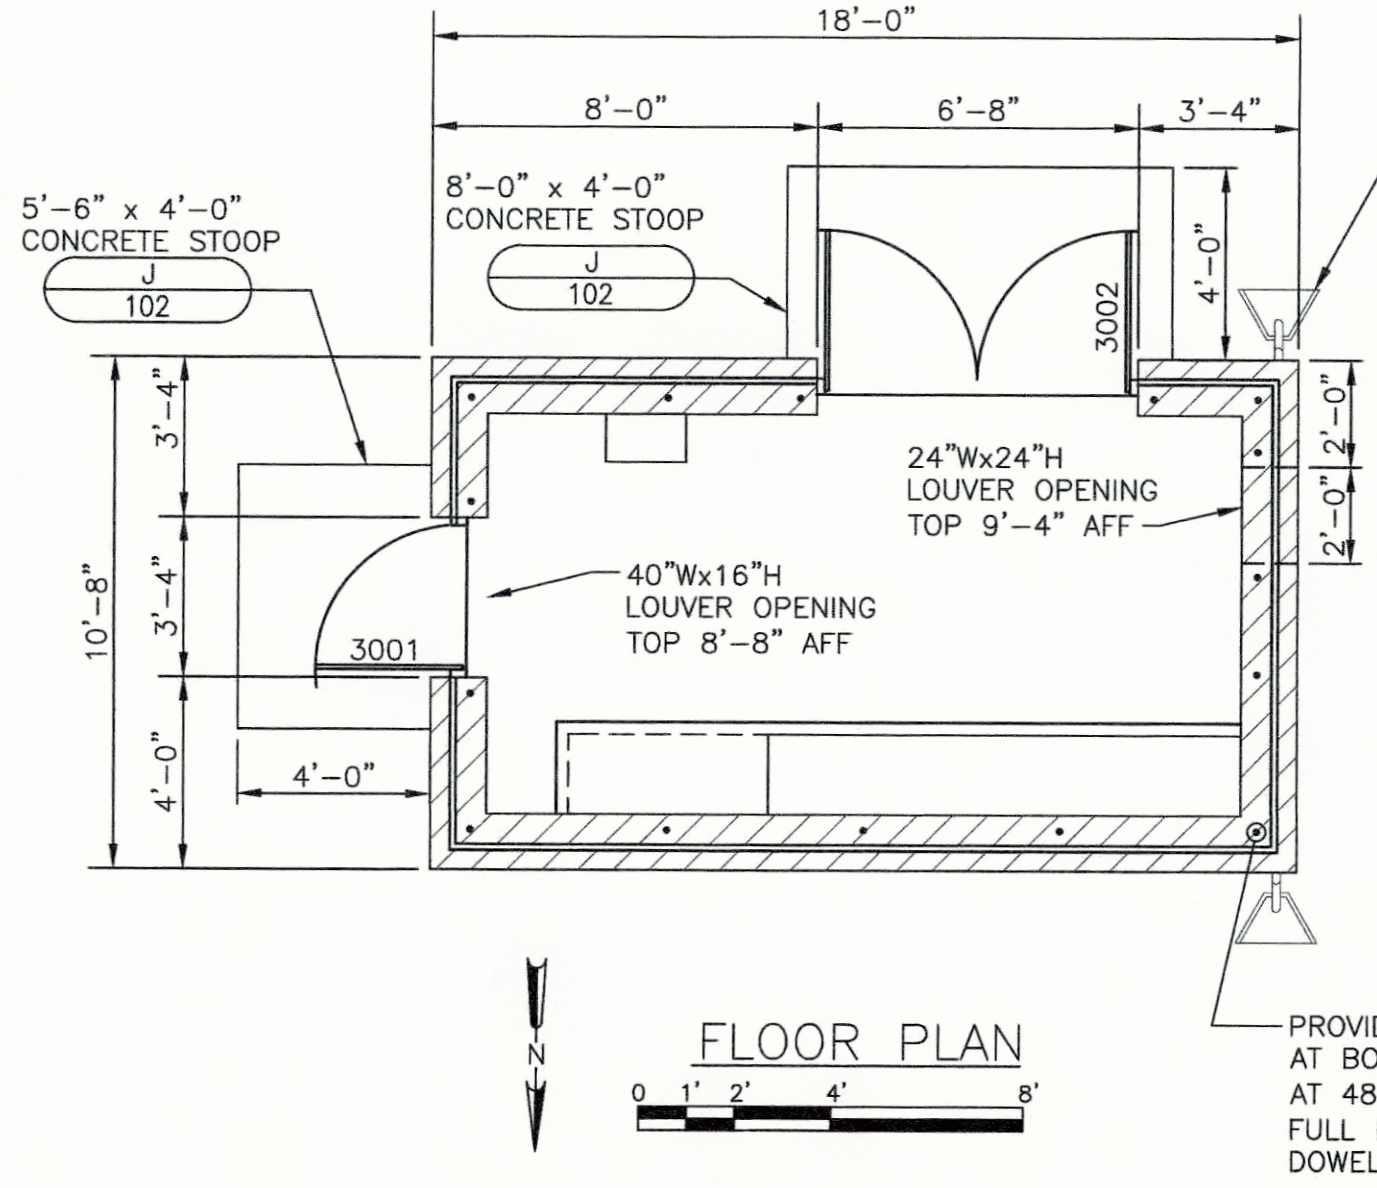 18'-0"
8'-0"
6'-8"
3'-4"
5'-6" x 4'-0"
CONCRETE STOOP
J
102
8'-0" x 4'-0"
CONCRETE STOOP
J
102
4'-0"
3002
3'-4"
2'-0"
24"Wx24"H
LOUVER OPENING
TOP 9'-4" AFF
2'-0"
10'-8"
3'-4"
40"Wx16"H
LOUVER OPENING
TOP 8'-8" AFF
3001
4'-0"
4'-0"
N
FLOOR PLAN
0 1' 2' 4' 8'
AT 48
FULL